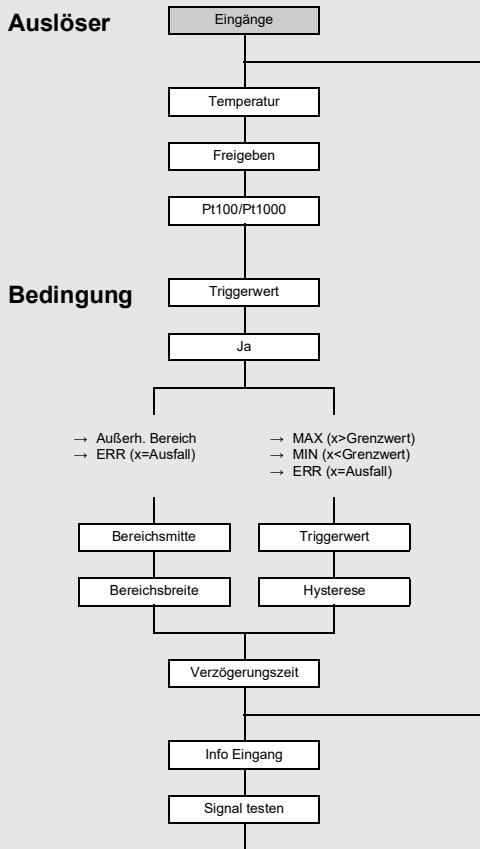 Auslöser
Eingänge
Temperatur
Freigeben
Pt100/Pt1000
Bedingung
Triggerwert
Ja
→ Außerh. Bereich
→ ERR (x=Ausfall)
→ MAX (x>Grenzwert)
→ MIN (x<Grenzwert)
→ ERR (x=Ausfall)
Bereichsmitte
Triggerwert
Bereichsbreite
Hysterese
Verzögerungszeit
Info Eingang
Signal testen